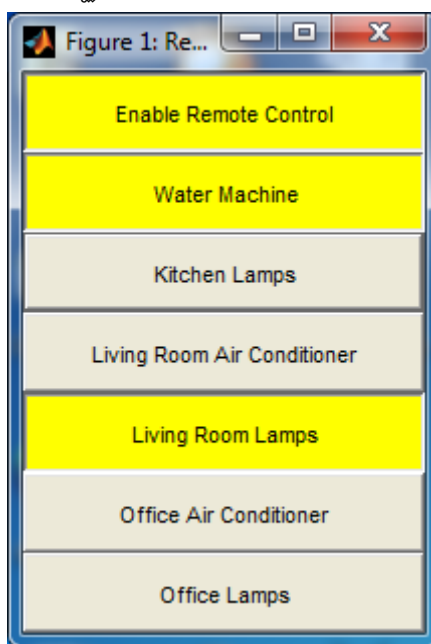 Figure 1: Re...
Enable Remote Control
Water Machine
Kitchen Lamps
Living Room Air Conditioner
Living Room Lamps
Office Air Conditioner
Office Lamps